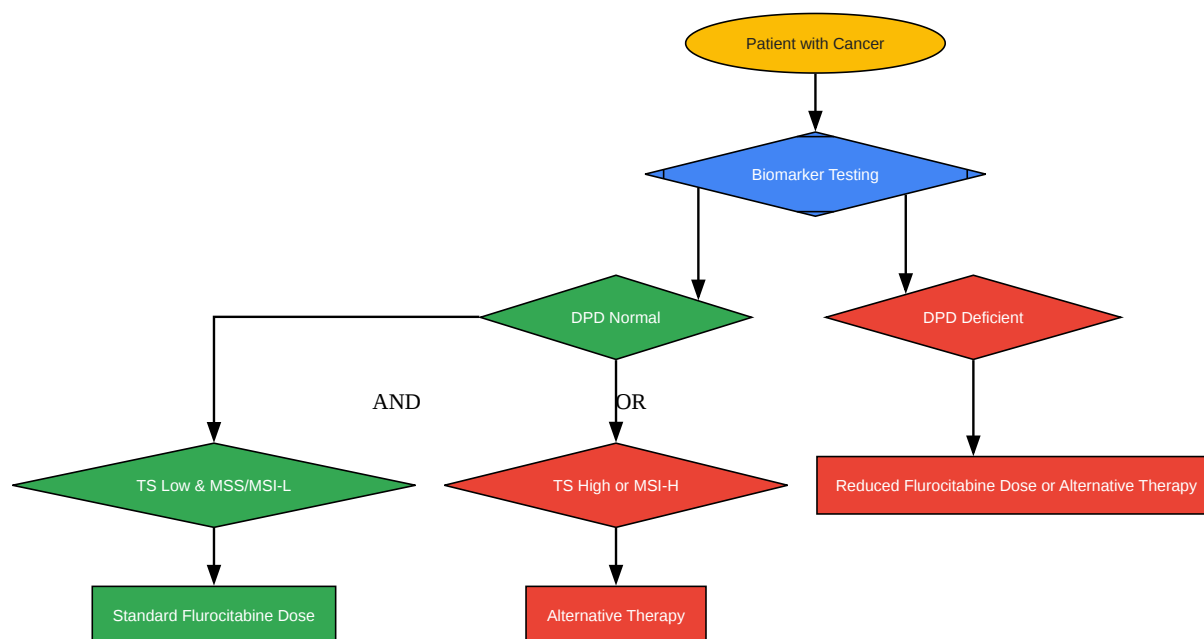 Patient with Cancer
Biomarker Testing
DPD Normal
DPD Deficient
AND
OR
TS Low & MSS/MSI-L
TS High or MSI-H
Reduced Flurocitabine Dose or Alternative Therapy
Standard Flurocitabine Dose
Alternative Therapy